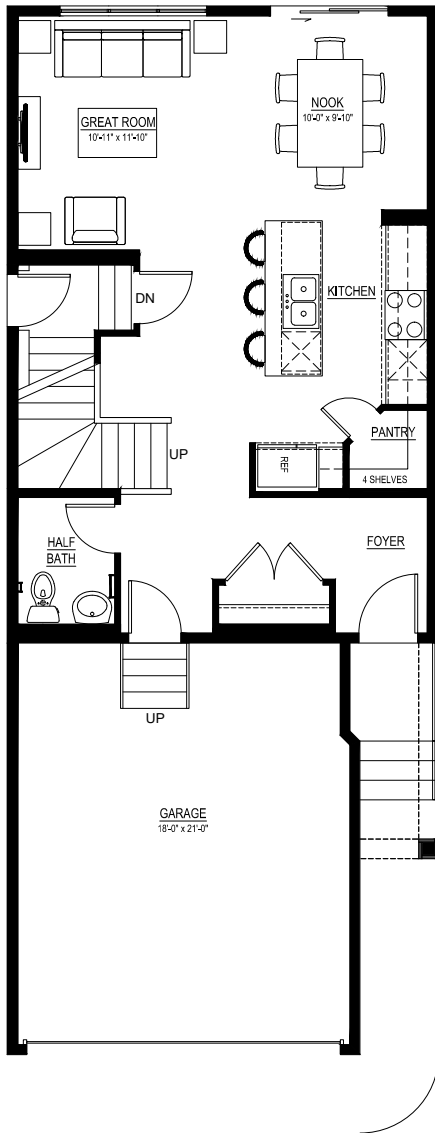 GREAT ROOM
10'-11" x 11'-10"
NOOK
10'-0" x 9'-10"
KITCHEN
DN
UP
PANTRY
REF
4 SHELVES
HALF
BATH
FOYER
UP
GARAGE
18'-0" x 21'-0"